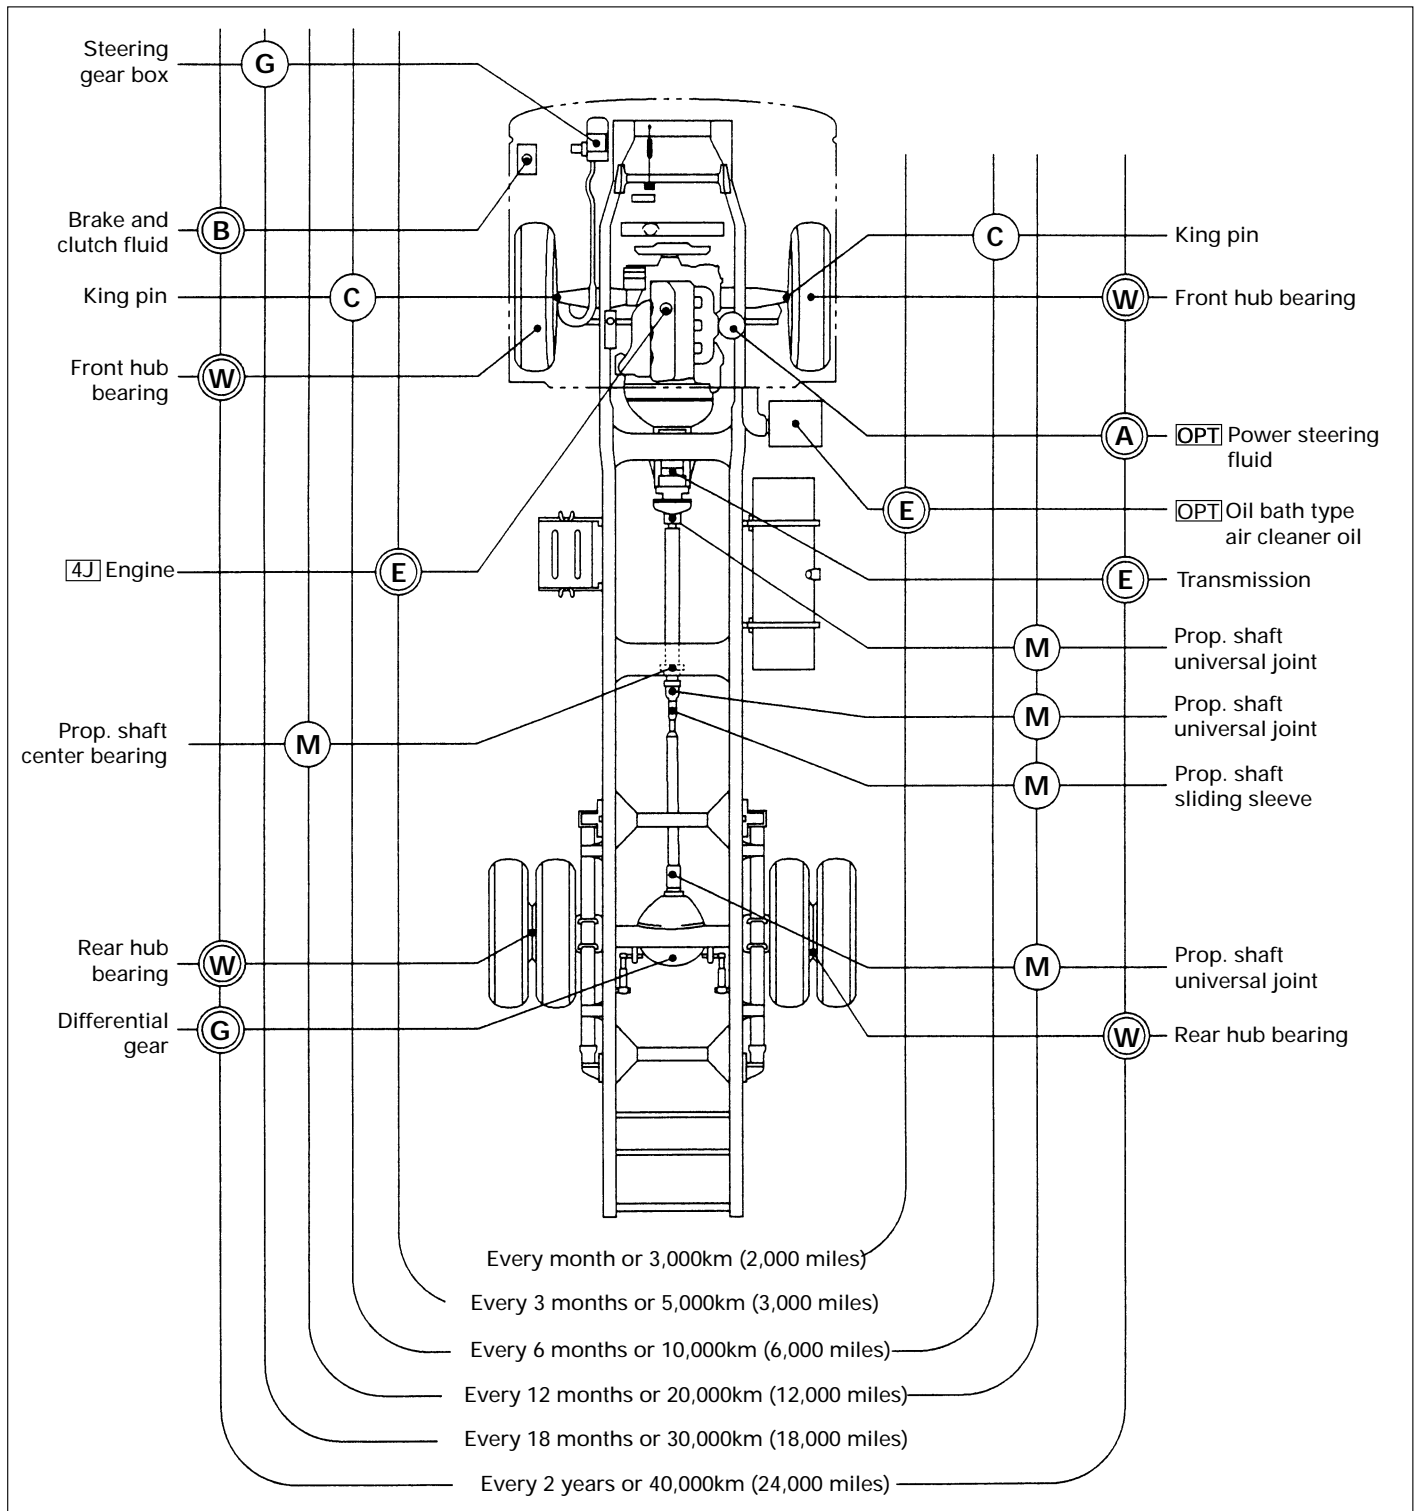 Steering
gear box
G
Brake and
clutch fluid
B
King pin
C
Front hub
bearing
W
4J Engine
E
Prop. shaft
center bearing
M
Rear hub
bearing
W
Differential
gear
G
C
King pin
W
Front hub bearing
A
OPT Power steering
fluid
E
OPT Oil bath type
air cleaner oil
E
Transmission
M
Prop. shaft
universal joint
M
Prop. shaft
universal joint
M
Prop. shaft
sliding sleeve
M
Prop. shaft
universal joint
W
Rear hub bearing
Every month or 3,000km (2,000 miles)
Every 3 months or 5,000km (3,000 miles)
Every 6 months or 10,000km (6,000 miles)
Every 12 months or 20,000km (12,000 miles)
Every 18 months or 30,000km (18,000 miles)
Every 2 years or 40,000km (24,000 miles)